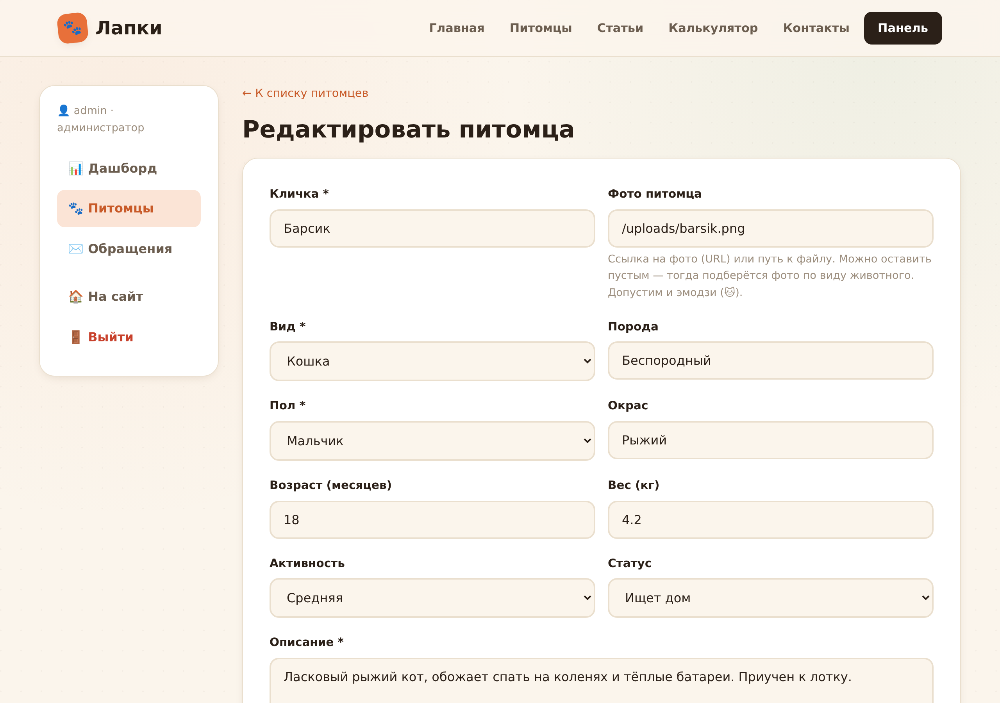 Лапки
Главная
Питомцы
Статьи
Калькулятор
Контакты
Панель
👤 admin ·
администратор
📊 Дашборд
🐾 Питомцы
✉️ Обращения
🏠 На сайт
🚪 Выйти
← К списку питомцев
Редактировать питомца
Кличка *
Барсик
Фото питомца
/uploads/barsik.png
Ссылка на фото (URL) или путь к файлу. Можно оставить
пустым — тогда подберётся фото по виду животного.
Допустим и эмодзи (🐱).
Вид *
Кошка
Порода
Беспородный
Пол *
Мальчик
Окрас
Рыжий
Возраст (месяцев)
18
Вес (кг)
4.2
Активность
Средняя
Статус
Ищет дом
Описание *
Ласковый рыжий кот, обожает спать на коленях и тёплые батареи. Приучен к лотку.